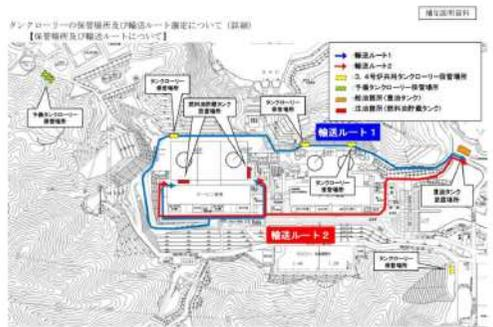 補足説明資料
タンクローリーの保管場所及び輸送ルート選定について（詳細）
【保管場所及び輸送ルートについて】
:輸送ルート1
:輸送ルート2
:3，4号炉共用タンクローリー保管場所
:予備タンクローリー保管場所
:給油箇所(重油タンク)
:注油箇所(燃料油貯蔵タンク)
タンクローリー
保管場所
燃料油貯蔵タンク
タンクローリー
保管場所
予備タンクローリー
保管場所
輸送ルート1
タンクローリー
保管場所
重油タンク
輸送ルート2
タンクローリー
保管場所